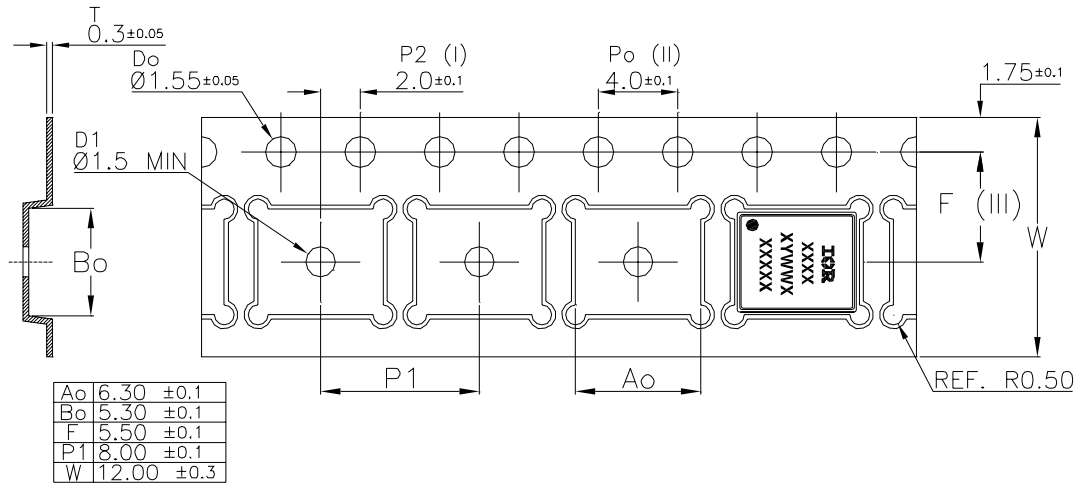 T
0.3±0.05
Do
Ø1.55±0.05
P2 (I)
2.0±0.1
Po (II)
4.0±0.1
1.75±0.1
D1
Ø1.5 MIN
Bo
F (III)
W
IOR
XXXX
XYWWX
XXXXX
P1
Ao
REF. R0.50
Ao 6.30 ±0.1
Bo 5.30 ±0.1
F 5.50 ±0.1
P1 8.00 ±0.1
W 12.00 ±0.3